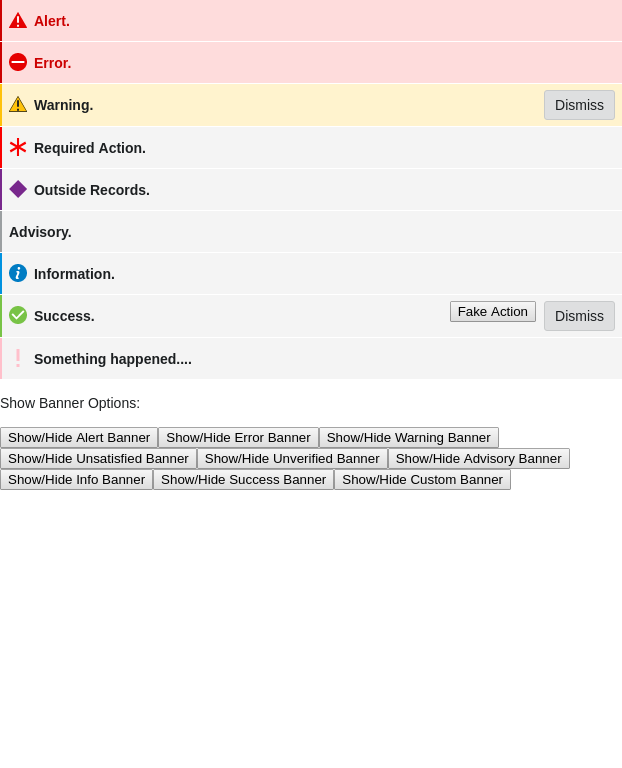 Alert.
Error.
Warning. Dismiss
Required Action.
Outside Records.
Advisory.
Information.
Success. Fake Action Dismiss
Something happened....
Show Banner Options:
Show/Hide Alert Banner Show/Hide Error Banner Show/Hide Warning Banner
Show/Hide Unsatisfied Banner Show/Hide Unverified Banner Show/Hide Advisory Banner
Show/Hide Info Banner Show/Hide Success Banner Show/Hide Custom Banner